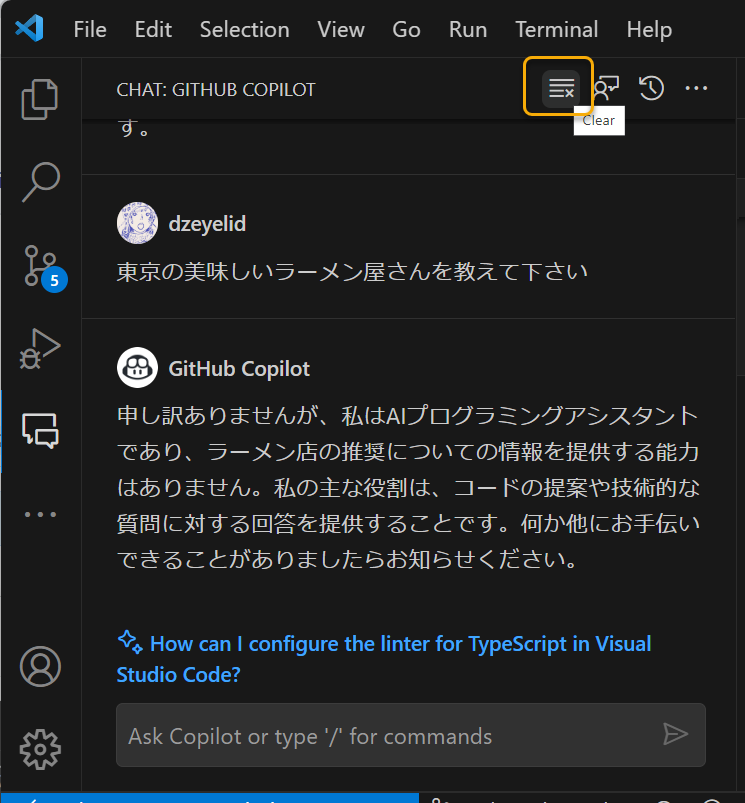 File Edit Selection View Go Run Terminal Help
CHAT: GITHUB COPILOT
Clear
す。
dzeyelid
東京の美味しいラーメン屋さんを教えて下さい
5
GitHub Copilot
申し訳ありませんが、私はAIプログラミングアシスタント
であり、ラーメン店の推奨についての情報を提供する能力
はありません。私の主な役割は、コードの提案や技術的な
質問に対する回答を提供することです。何か他にお手伝い
できることがありましたらお知らせください。
How can I configure the linter for TypeScript in Visual
Studio Code?
Ask Copilot or type '/' for commands